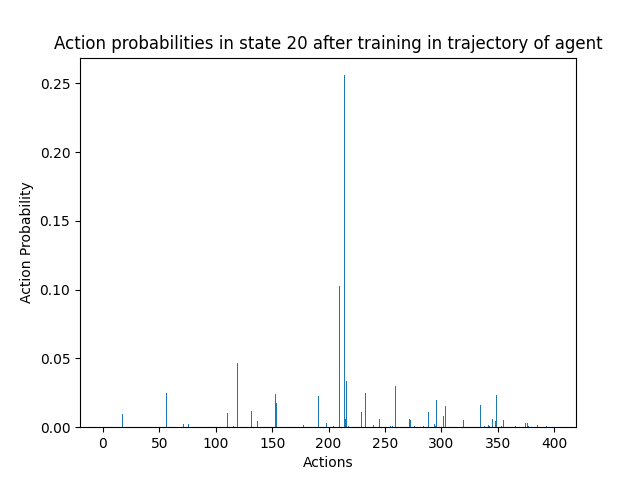 Action probabilities in state 20 after training in trajectory of agent
0.25
0.20
0.15
0.10
0.05
0.00
Action Probability
0 50 100 150 200 250 300 350 400
Actions